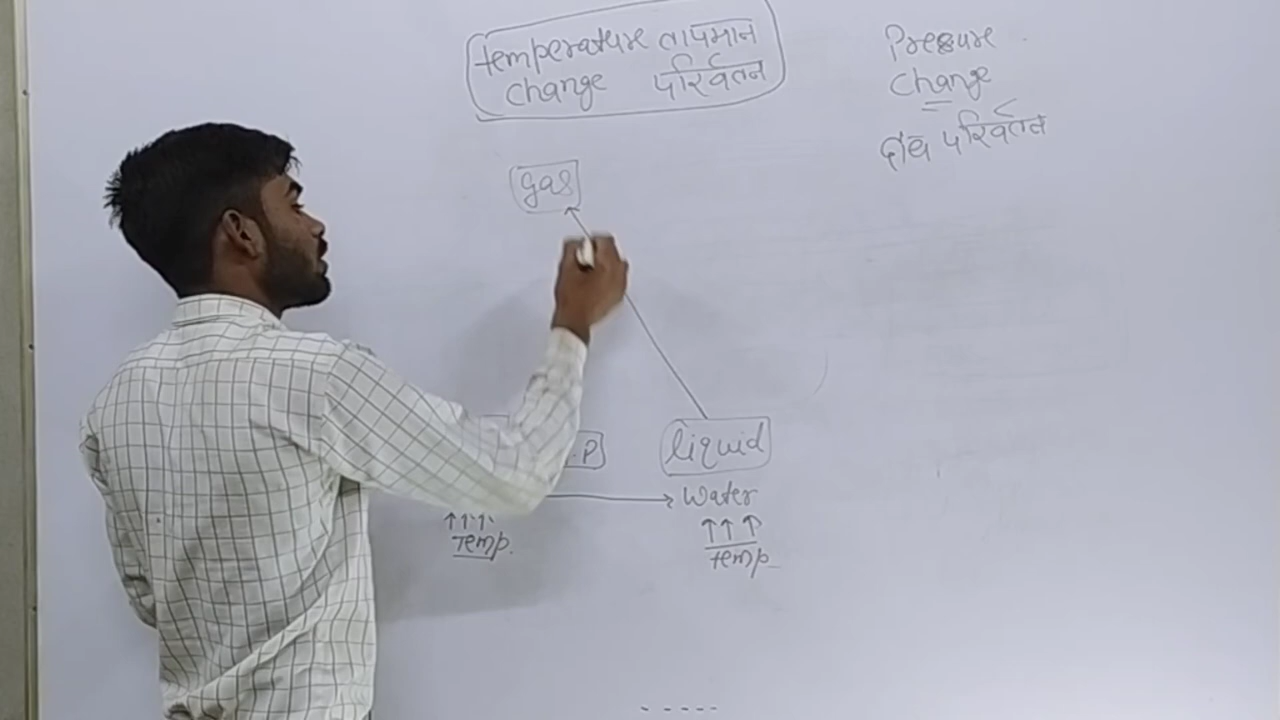 temperature तापमान
change परिवर्तन
Pressure
change
दाब परिवर्तन
gas
.P
liquid
Water
Temp.
temp